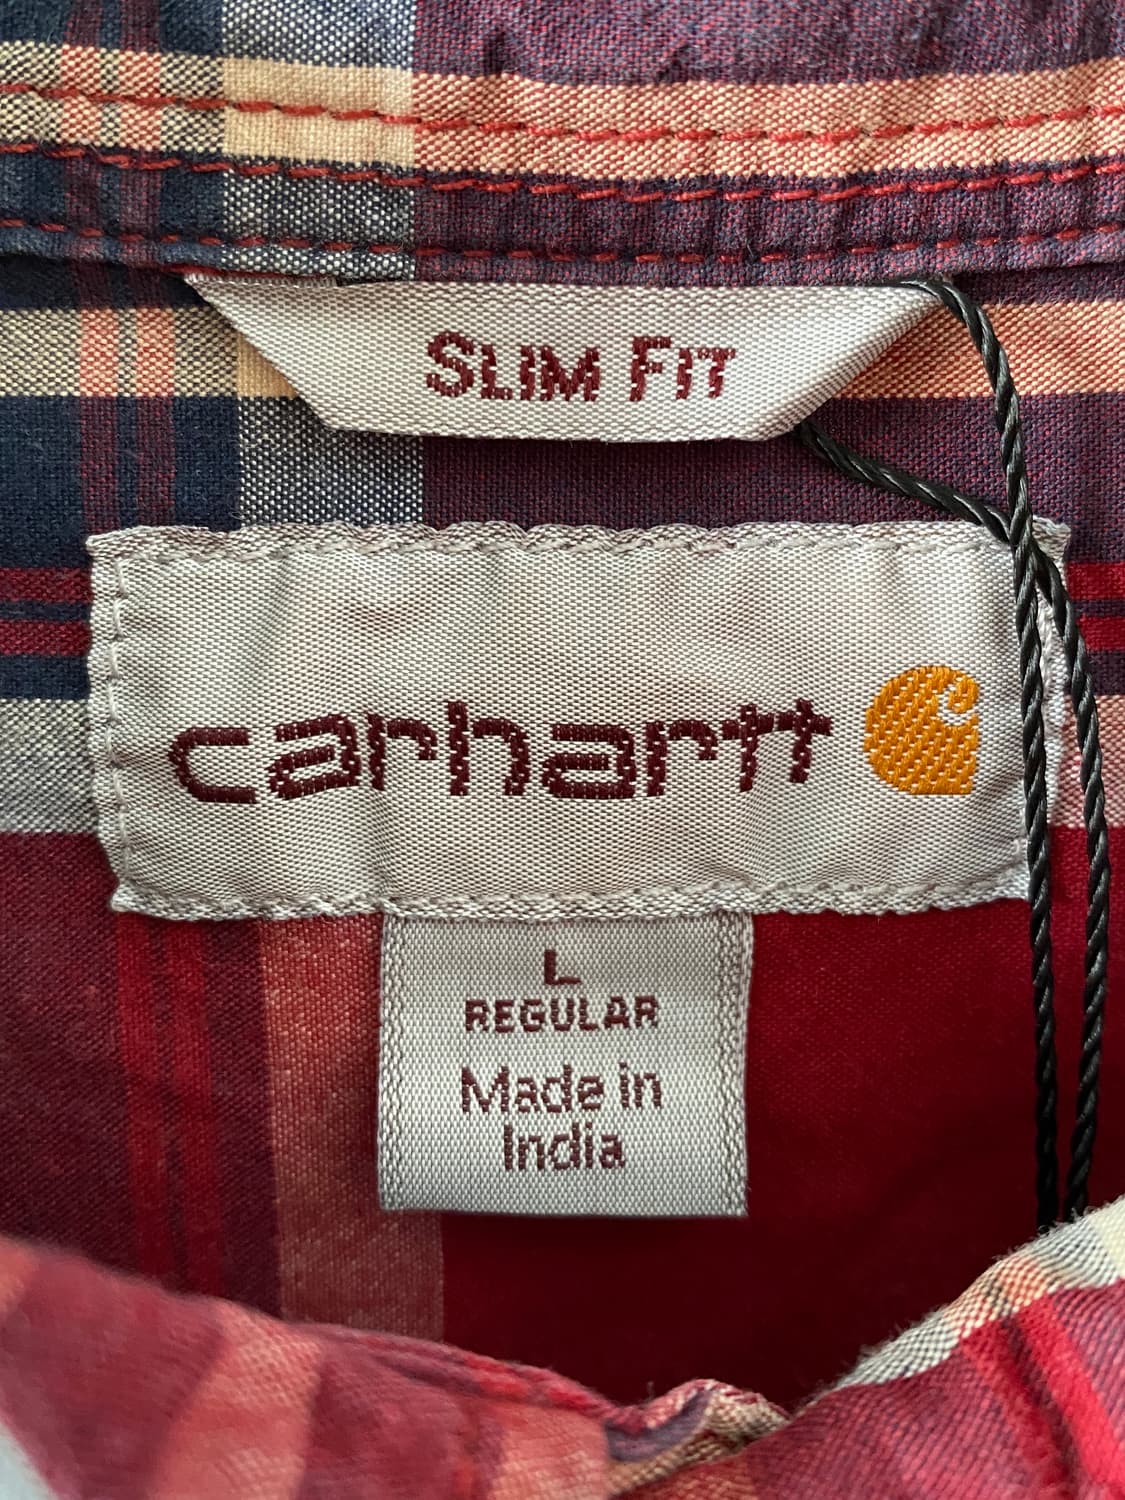 SLIM FIT
carhartt
L
REGULAR
Made in
India